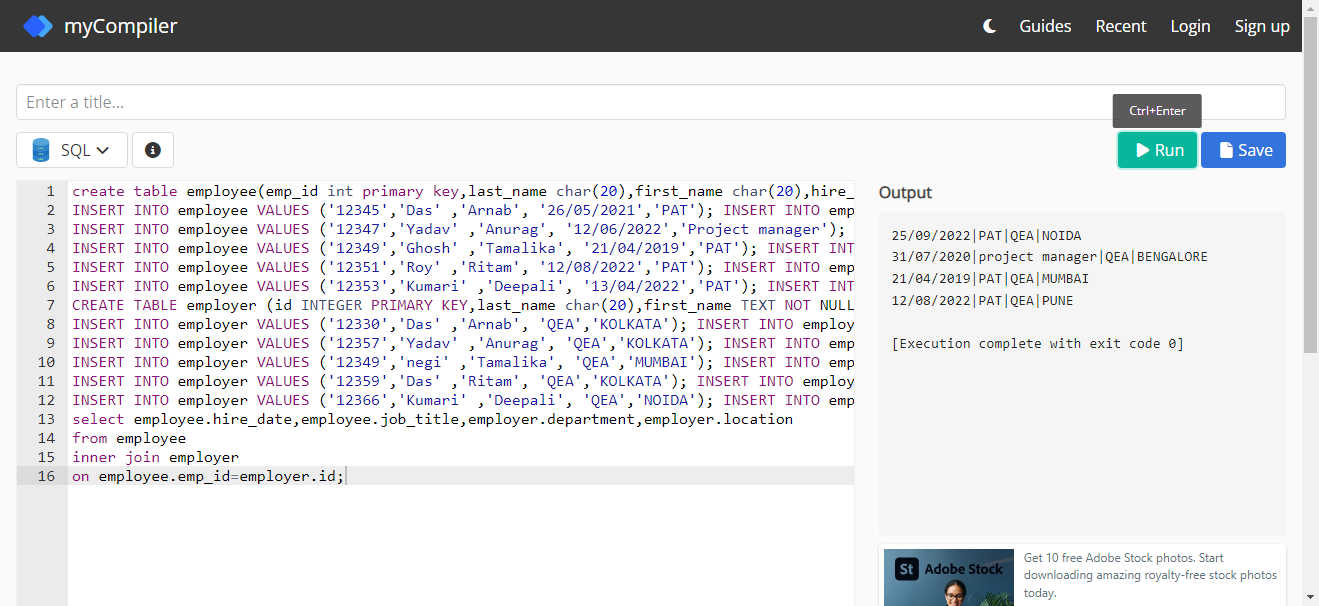 myCompiler
Guides Recent Login Sign up
Enter a title...
Ctrl+Enter
SQL
Run Save
1 create table employee(emp_id int primary key,last_name char(20),first_name char(20),hire_
2 INSERT INTO employee VALUES ('12345','Das' ,'Arnab', '26/05/2021','PAT'); INSERT INTO emp
3 INSERT INTO employee VALUES ('12347','Yadav' ,'Anurag', '12/06/2022','Project manager');
4 INSERT INTO employee VALUES ('12349','Ghosh' ,'Tamalika', '21/04/2019','PAT'); INSERT INT
5 INSERT INTO employee VALUES ('12351','Roy' ,'Ritam', '12/08/2022','PAT'); INSERT INTO emp
6 INSERT INTO employee VALUES ('12353','Kumari' ,'Deepali', '13/04/2022','PAT'); INSERT INT
7 CREATE TABLE employer (id INTEGER PRIMARY KEY,last_name char(20),first_name TEXT NOT NULL
8 INSERT INTO employer VALUES ('12330','Das' ,'Arnab', 'QEA','KOLKATA'); INSERT INTO employ
9 INSERT INTO employer VALUES ('12357','Yadav' ,'Anurag', 'QEA','KOLKATA'); INSERT INTO emp
10 INSERT INTO employer VALUES ('12349','negi' ,'Tamalika', 'QEA','MUMBAI'); INSERT INTO emp
11 INSERT INTO employer VALUES ('12359','Das' ,'Ritam', 'QEA','KOLKATA'); INSERT INTO employ
12 INSERT INTO employer VALUES ('12366','Kumari' ,'Deepali', 'QEA','NOIDA'); INSERT INTO emp
13 select employee.hire_date,employee.job_title,employer.department,employer.location
14 from employee
15 inner join employer
16 on employee.emp_id=employer.id;
Output
25/09/2022|PAT|QEA|NOIDA
31/07/2020|project manager|QEA|BENGALORE
21/04/2019|PAT|QEA|MUMBAI
12/08/2022|PAT|QEA|PUNE
[Execution complete with exit code 0]
St Adobe Stock
Get 10 free Adobe Stock photos. Start
downloading amazing royalty-free stock photos
today.